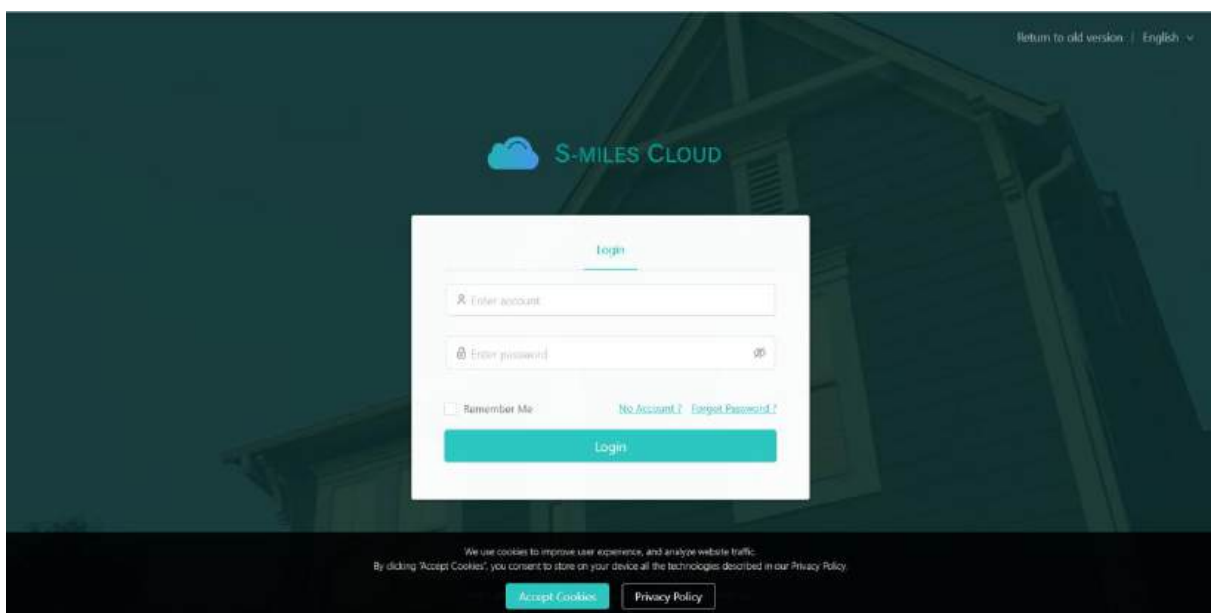 Return to old version | English
S-MILES CLOUD
Login
Enter account
Enter password
Remember Me No Account ? Forgot Password ?
Login
We use cookies to improve user experience, and analyze website traffic.
By clicking "Accept Cookies", you consent to store on your device all the technologies described in our Privacy Policy.
Accept Cookies Privacy Policy